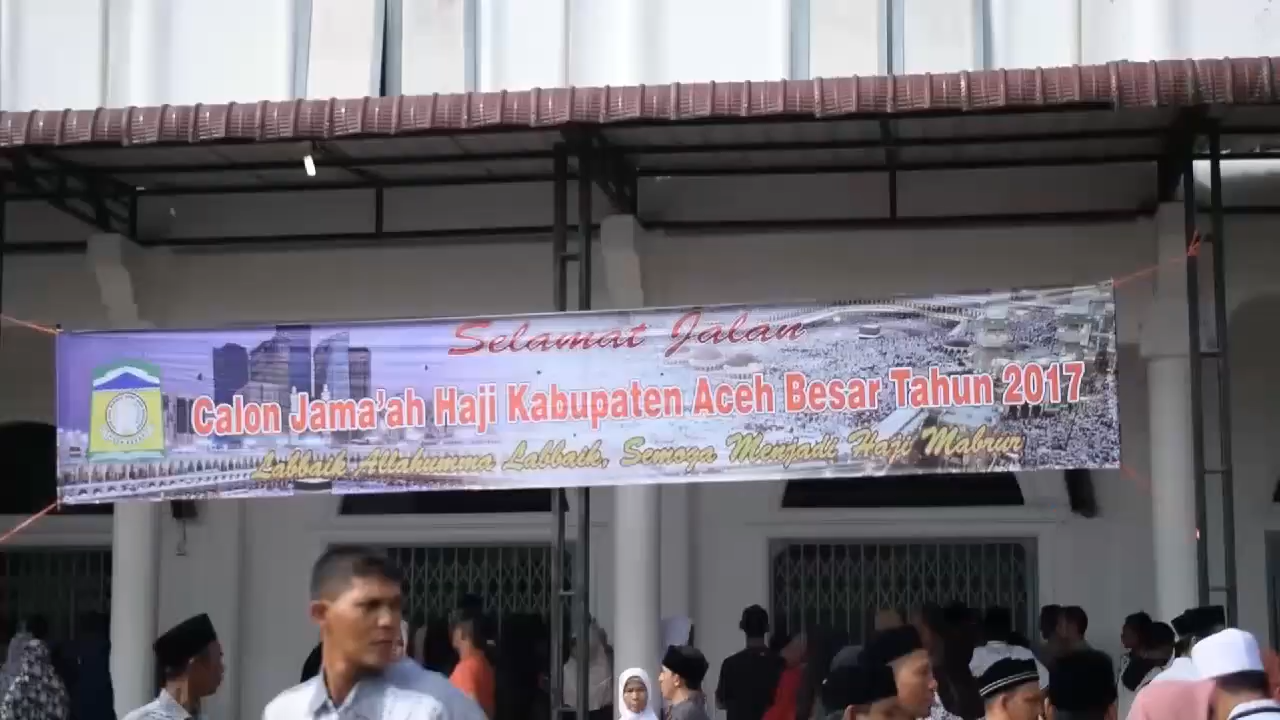 Selamat Jalan
Calon Jama'ah Haji Kabupaten Aceh Besar Tahun 2017
Labbaik Allahumma Labbaik, Semoga Menjadi Haji Mabrur